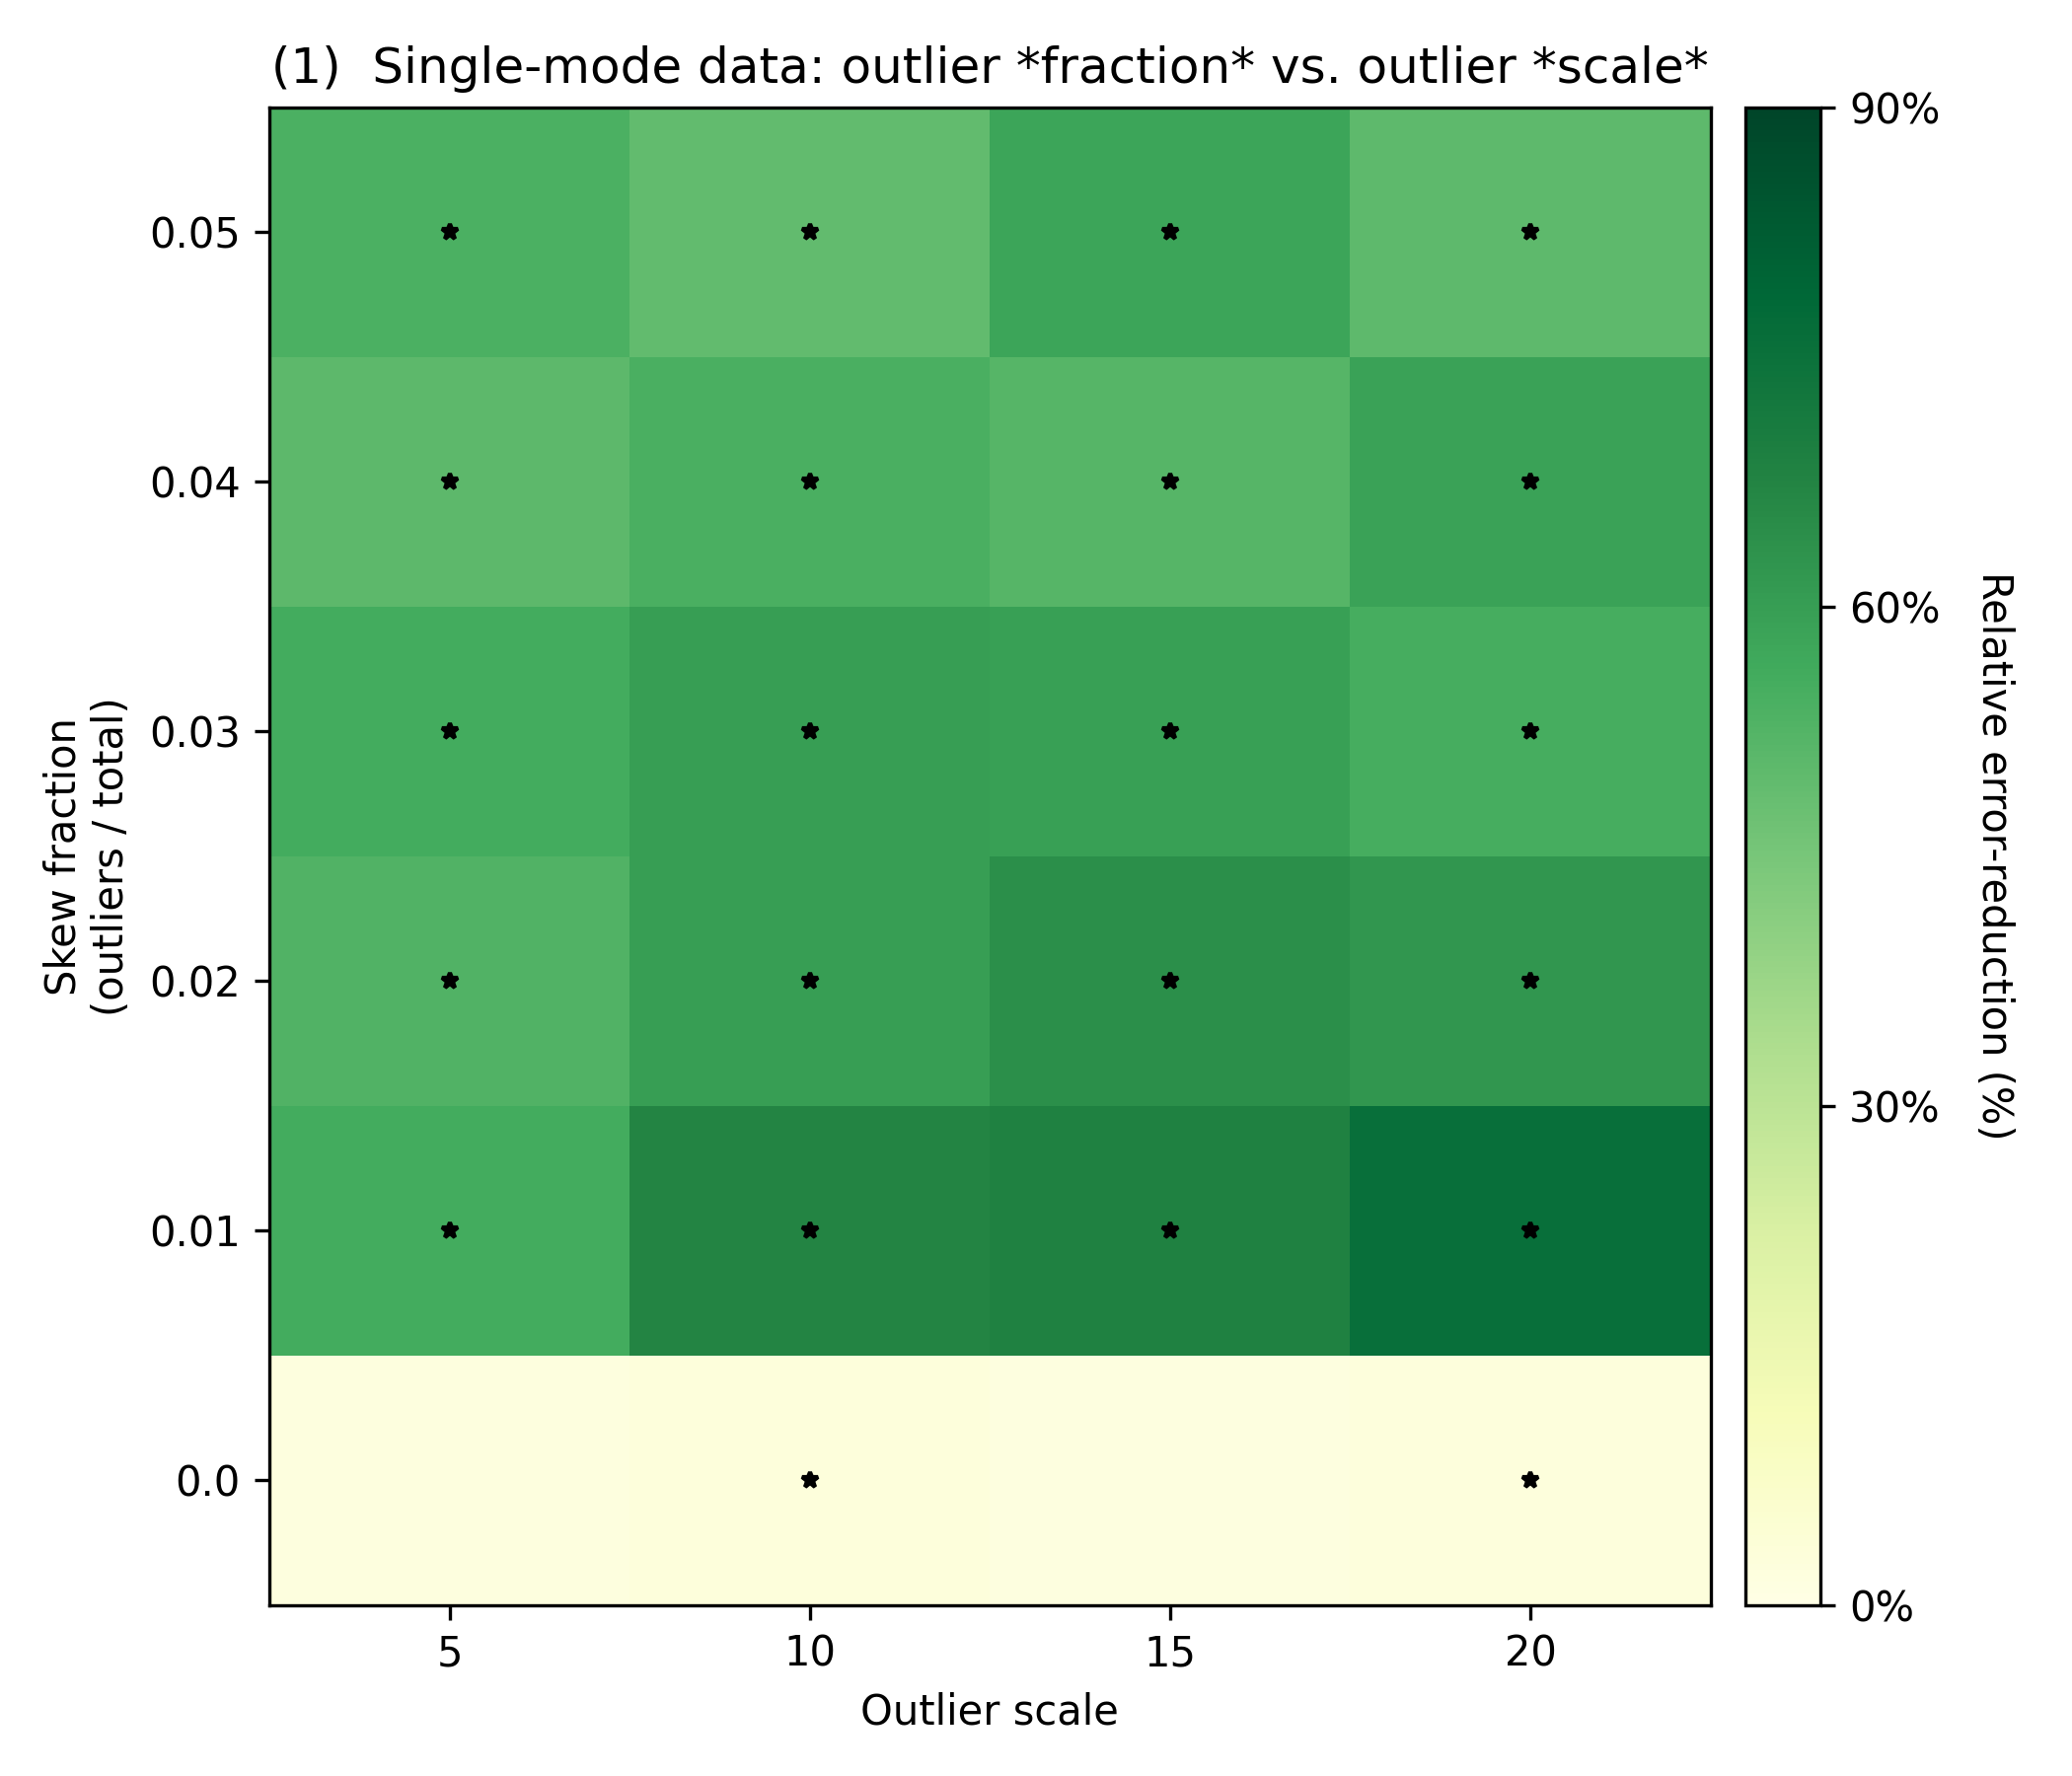 (1)  Single-mode data: outlier *fraction* vs. outlier *scale*
90%
60%
30%
0%
Relative error-reduction (%)
Skew fraction
(outliers / total)
0.05
0.04
0.03
0.02
0.01
0.0
5
10
15
20
Outlier scale